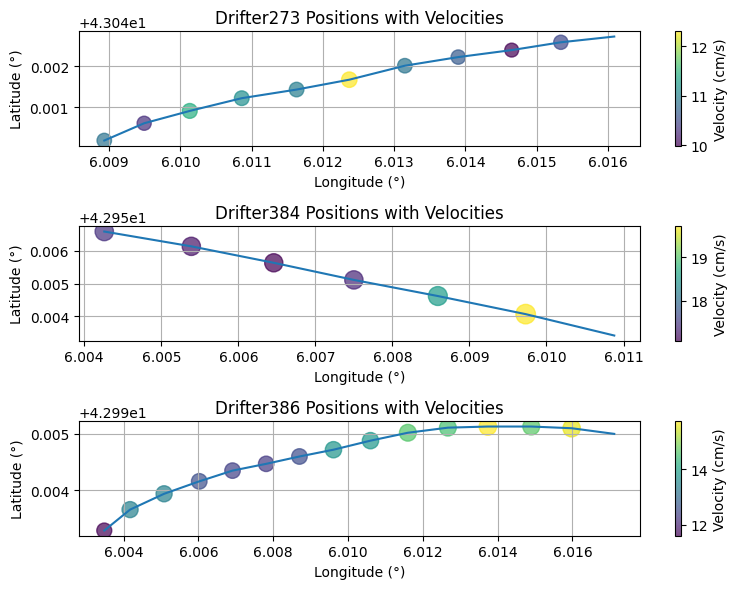 Drifter273 Positions with Velocities
+4.304e1
0.002
0.001
Latitude (°)
6.009 6.010 6.011 6.012 6.013 6.014 6.015 6.016
Longitude (°)
12
11
10
Velocity (cm/s)
Drifter384 Positions with Velocities
+4.295e1
0.006
0.005
0.004
Latitude (°)
6.004 6.005 6.006 6.007 6.008 6.009 6.010 6.011
Longitude (°)
19
18
Velocity (cm/s)
Drifter386 Positions with Velocities
+4.299e1
0.005
0.004
Latitude (°)
6.004 6.006 6.008 6.010 6.012 6.014 6.016
Longitude (°)
14
12
Velocity (cm/s)